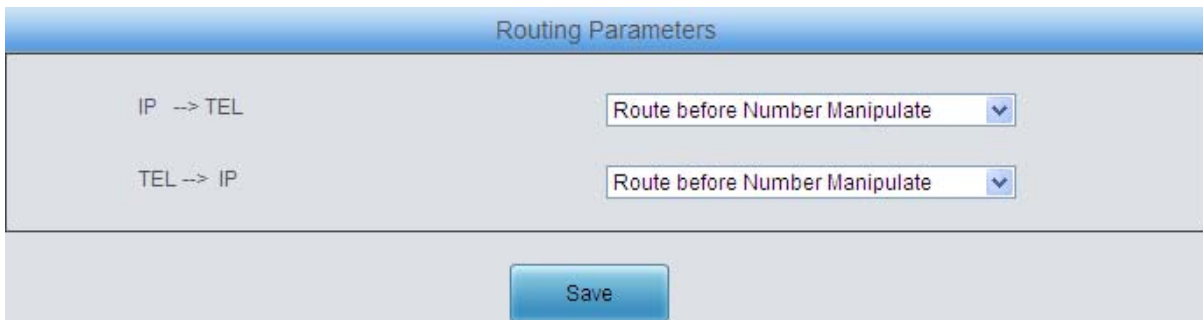 Routing Parameters
IP --> TEL Route before Number Manipulate
TEL --> IP Route before Number Manipulate
Save